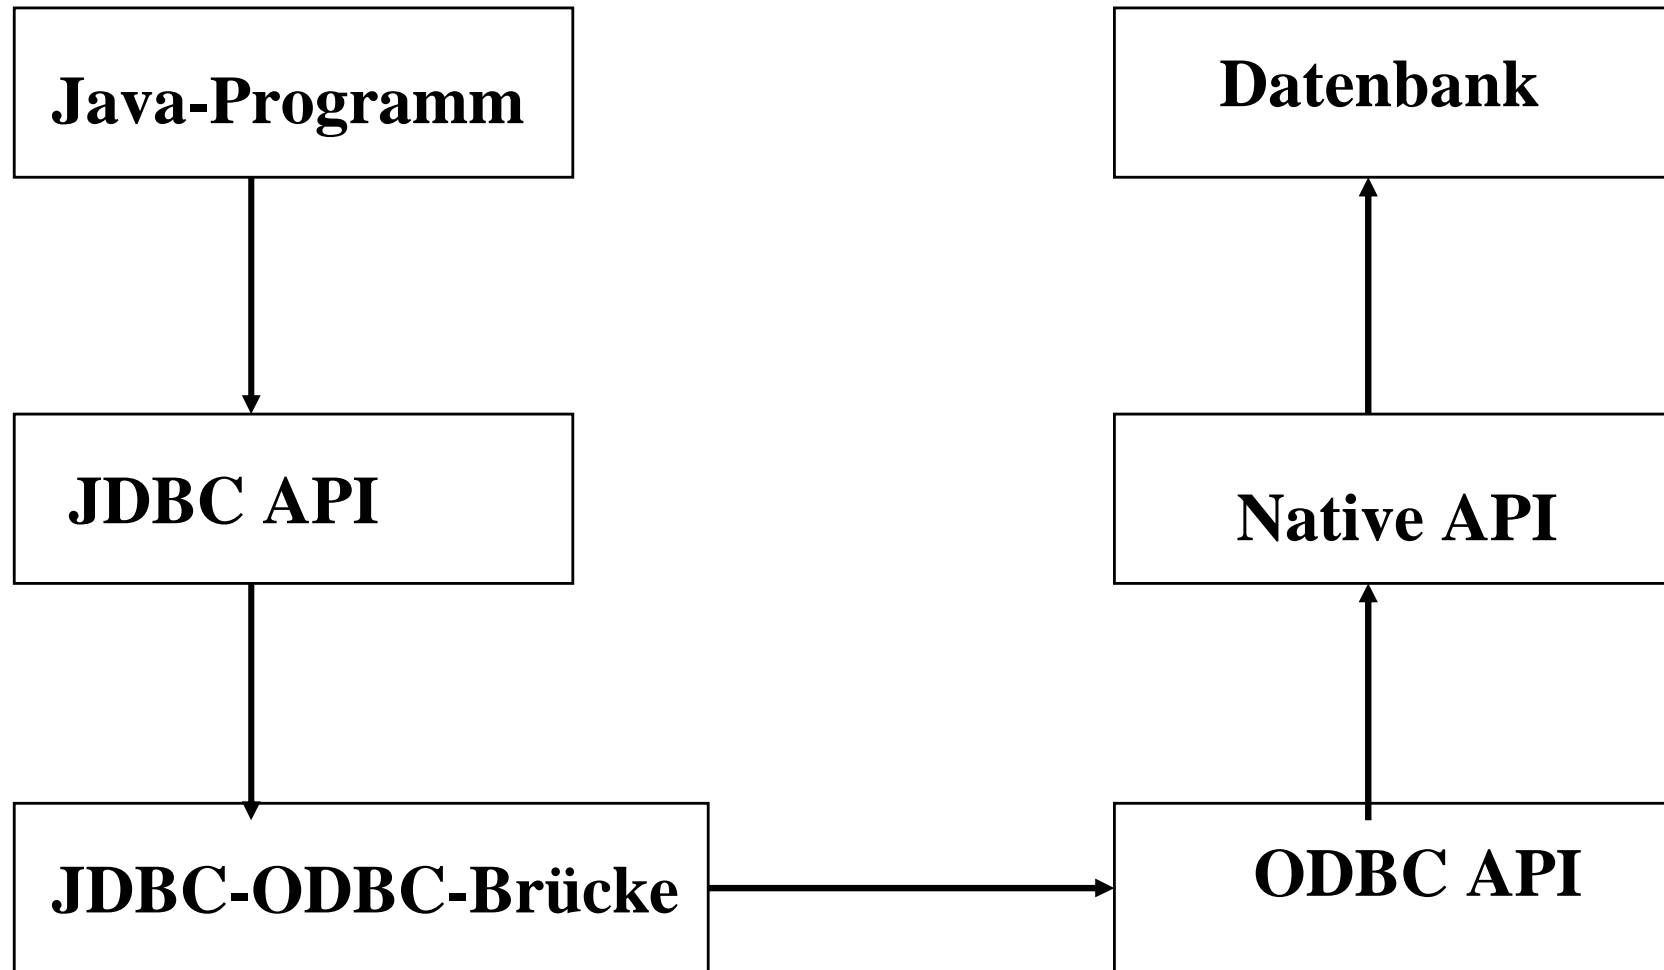 Java-Programm
Datenbank
JDBC API
Native API
JDBC-ODBC-Brücke
ODBC API